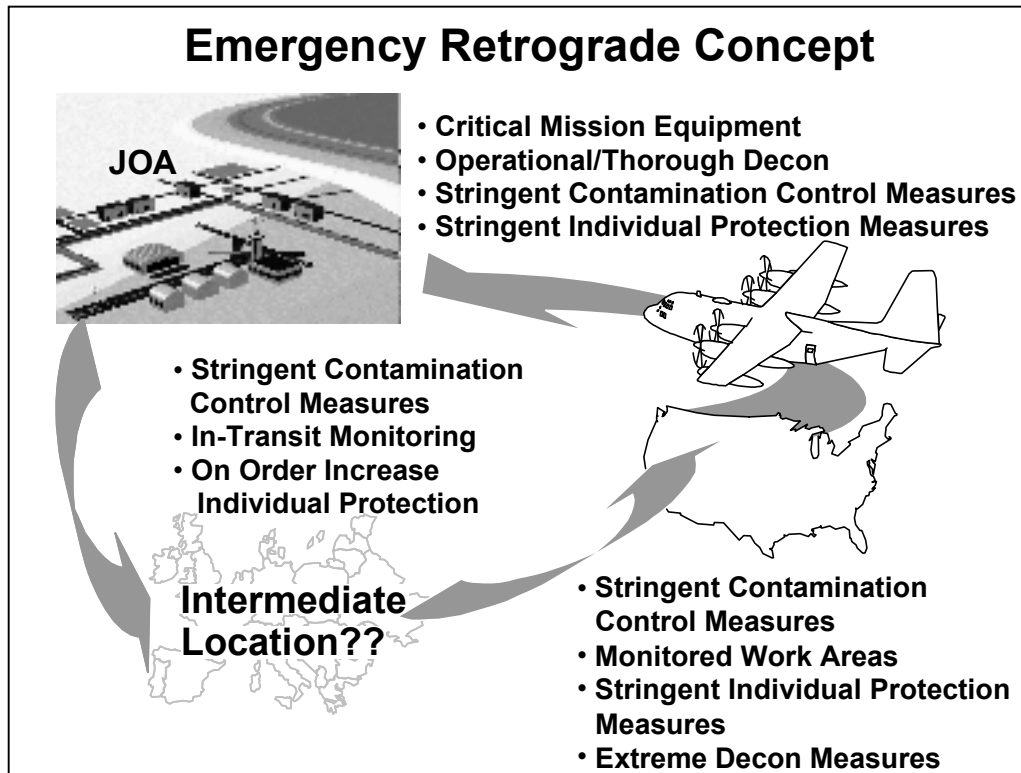 Emergency Retrograde Concept
JOA
• Critical Mission Equipment
• Operational/Thorough Decon
• Stringent Contamination Control Measures
• Stringent Individual Protection Measures
• Stringent Contamination
Control Measures
• In-Transit Monitoring
• On Order Increase
Individual Protection
Intermediate
Location??
• Stringent Contamination
Control Measures
• Monitored Work Areas
• Stringent Individual Protection
Measures
• Extreme Decon Measures